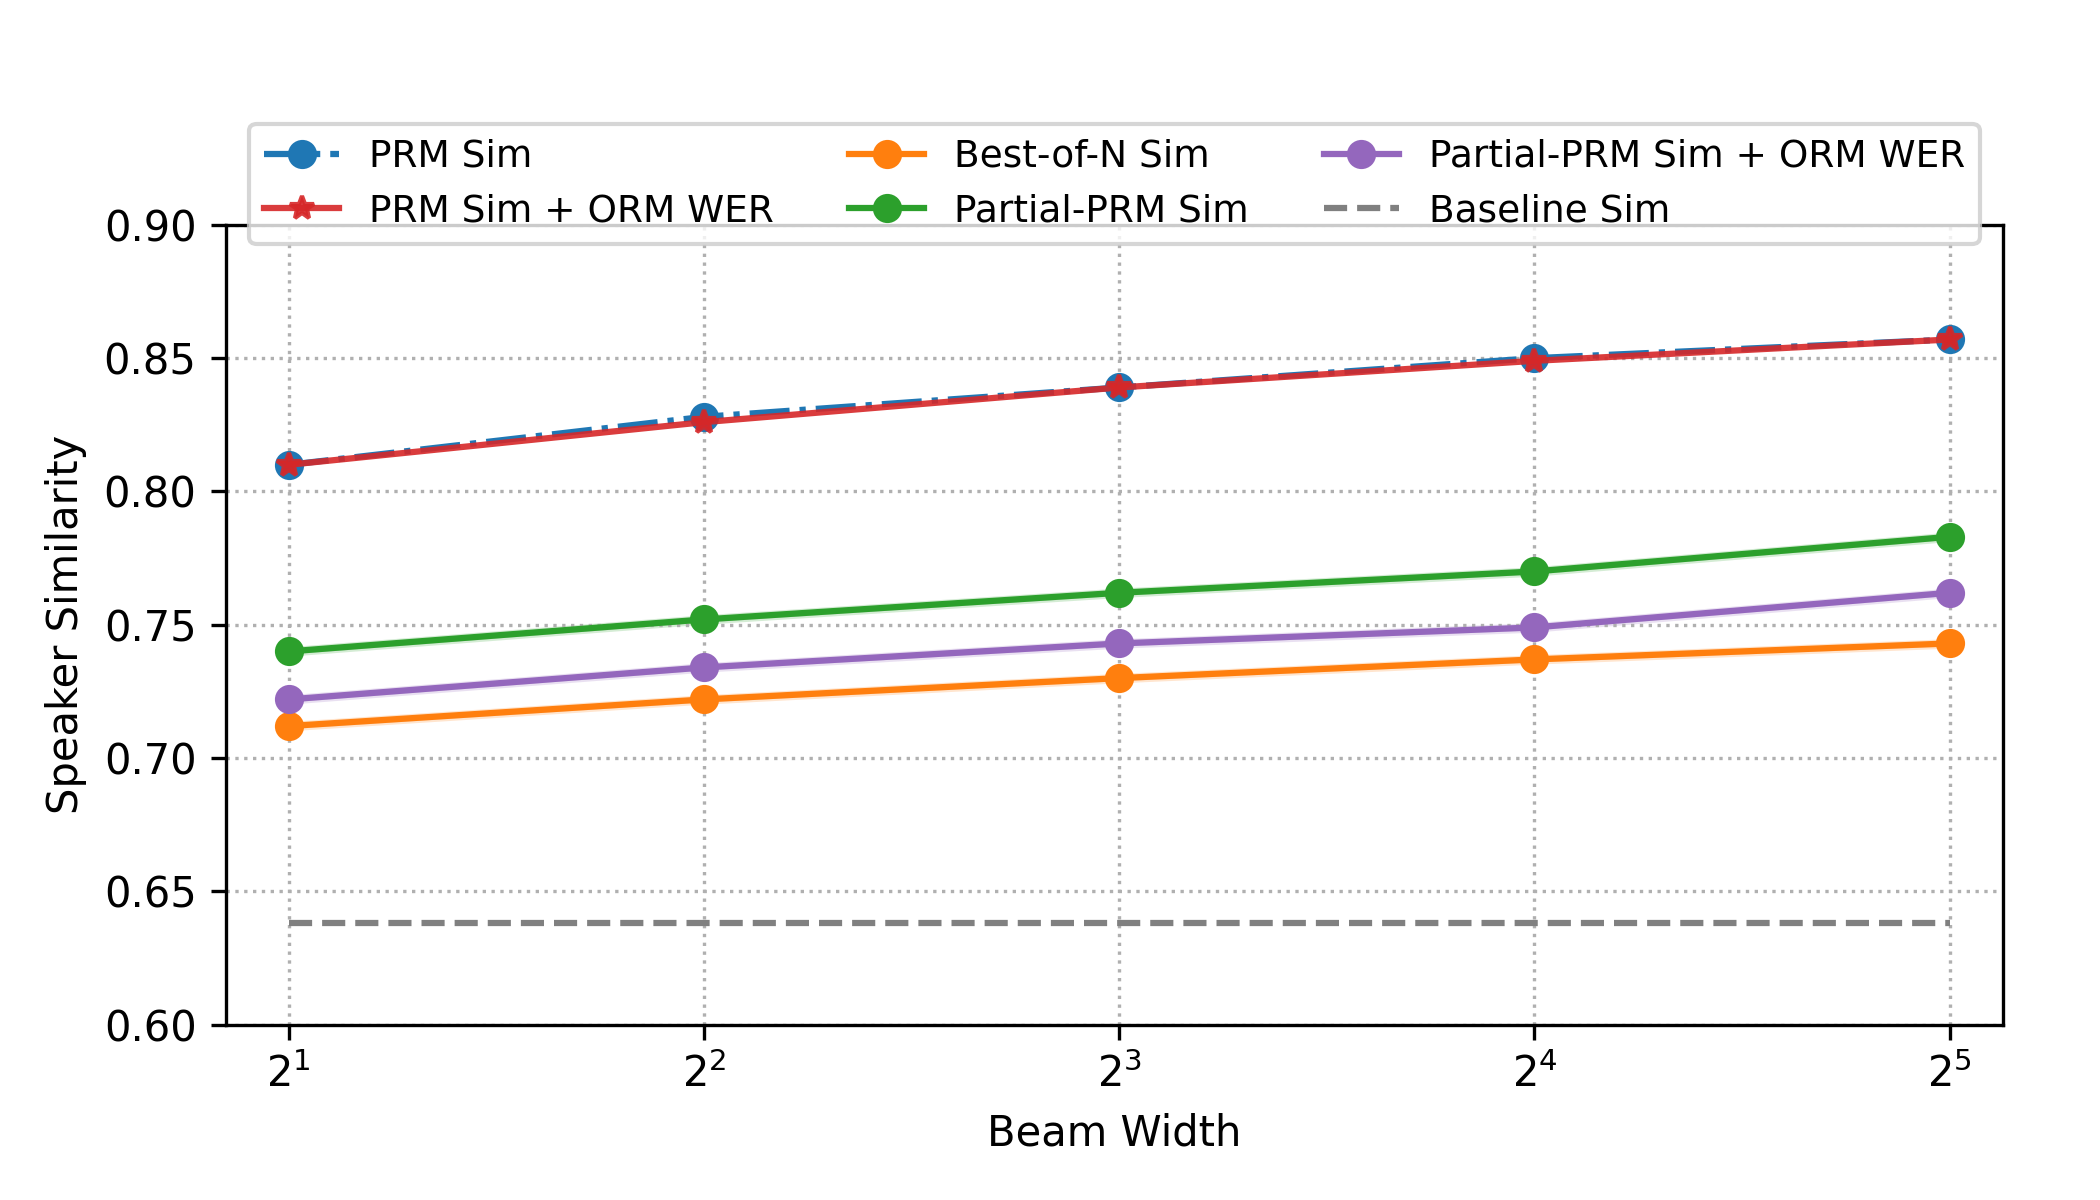 PRM Sim
PRM Sim + ORM WER
Best-of-N Sim
Partial-PRM Sim
Partial-PRM Sim + ORM WER
Baseline Sim
0.90
0.85
0.80
0.75
0.70
0.65
0.60
Speaker Similarity
2¹ 2² 2³ 2⁴ 2⁵
Beam Width